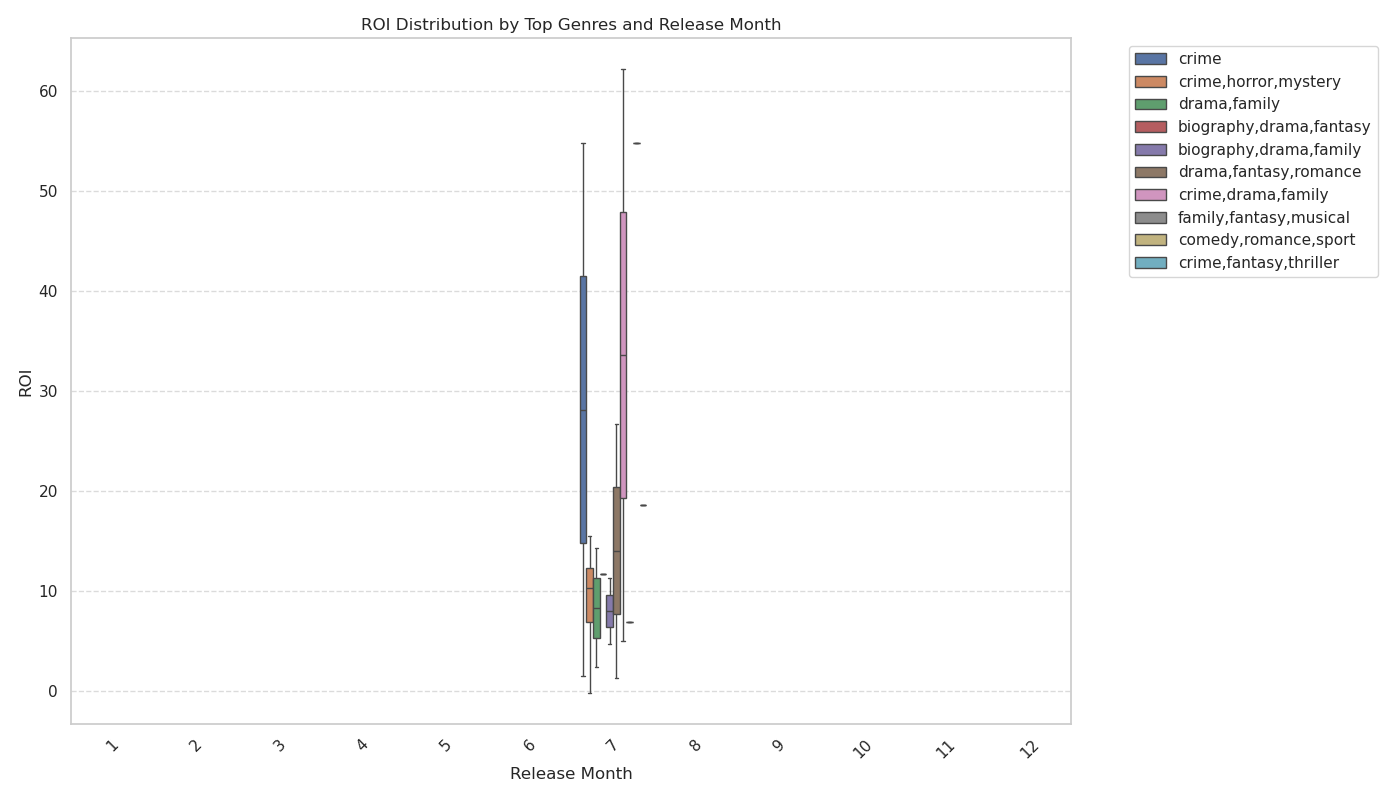 ROI Distribution by Top Genres and Release Month
ROI
60
50
40
30
20
10
0
1 2 3 4 5 6 7 8 9 10 11 12
Release Month
crime
crime,horror,mystery
drama,family
biography,drama,fantasy
biography,drama,family
drama,fantasy,romance
crime,drama,family
family,fantasy,musical
comedy,romance,sport
crime,fantasy,thriller